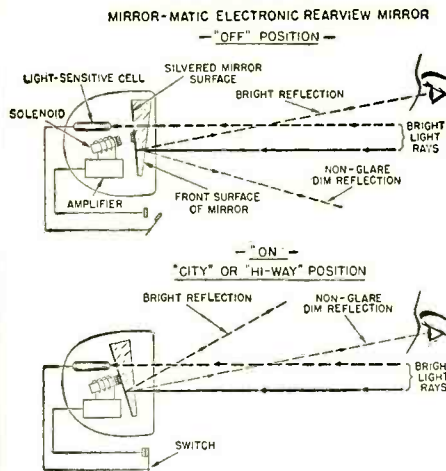 MIRROR-MATIC ELECTRONIC REARVIEW MIRROR
"OFF" POSITION
SILVERED MIRROR
SURFACE
LIGHT-SENSITIVE CELL
SOLENOID
BRIGHT
REFLECTION
BRIGHT
LIGHT
RAYS
NON-GLARE
DIM REFLECTION
AMPLIFIER
FRONT SURFACE
OF MIRROR
"ON"
"CITY" OR "HI-WAY" POSITION
BRIGHT REFLECTION
NON-GLARE
DIM REFLECTION
BRIGHT
LIGHT
RAYS
SWITCH